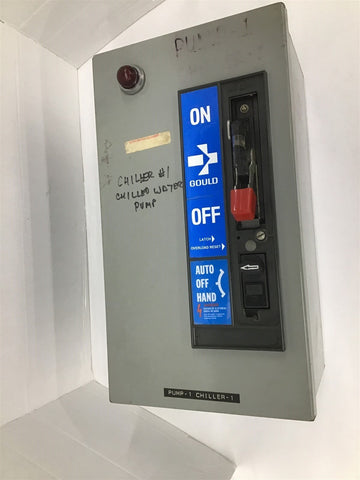 PUMP-1
ON
GOULD
OFF
CHILLER #1
CHILLED WATER
PUMP
LATCH
OVERLOAD RESET
AUTO
OFF
HAND
PUMP-1 CHILLER-1